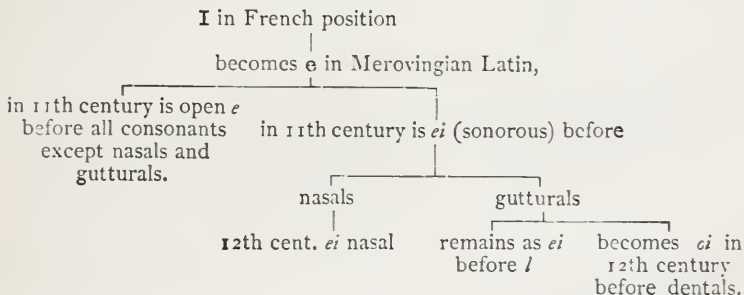 I in French position
becomes e in Merovingian Latin,
in 11th century is open e
before all consonants
except nasals and
gutturals.
in 11th century is ei (sonorous) before
nasals
12th cent. ei nasal
gutturals
remains as ei
before l
becomes ci in
12th century
before dentals.